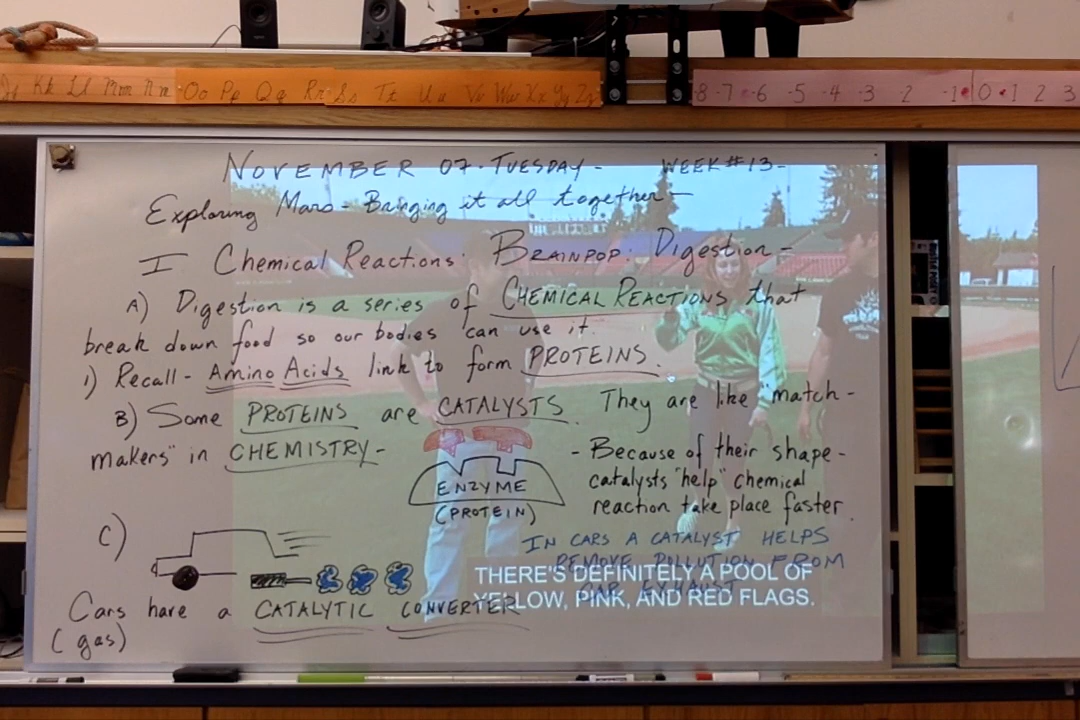 Kk Ll Mm Nn Oo Pp Qq Rr Ss Tt Uu Vv Ww Xx Yy Zz
-8 -7 -6 -5 -4 -3 -2 -1 0 1 2 3
NOVEMBER 07 - TUESDAY - WEEK #13 -
Exploring Mars - Bringing it all together -
I Chemical Reactions: BRAINPOP: Digestion -
A) Digestion is a series of CHEMICAL REACTIONS that
break down food so our bodies can use it.
1) Recall - Amino Acids link to form PROTEINS.
B) Some PROTEINS are CATALYSTS. They are like "match-
makers" in CHEMISTRY -
ENZYME
(PROTEIN)
- Because of their shape -
catalysts "help" chemical
reaction take place faster.
C)
IN CARS A CATALYST HELPS
REMOVE POLLUTION FROM
CAR EXHAUST
Cars have a CATALYTIC CONVERTER
(gas)
THERE'S DEFINITELY A POOL OF
YELLOW, PINK, AND RED FLAGS.